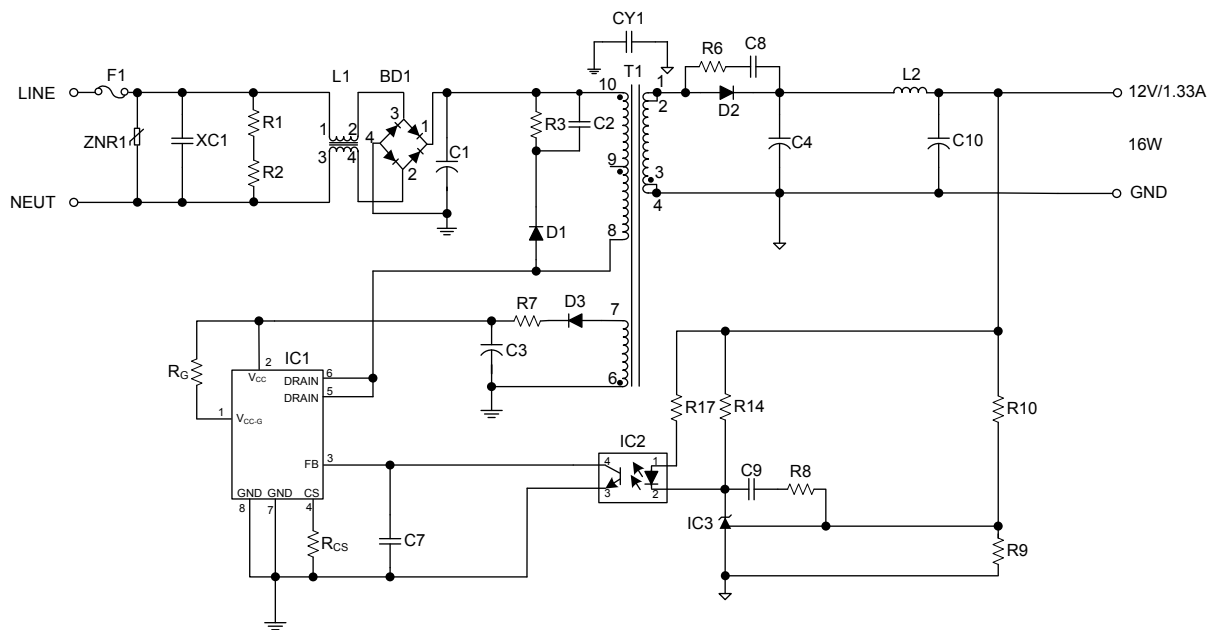 CY1
F1
L1
BD1
T1
R6
C8
L2
LINE
10
1
2
D2
12V/1.33A
ZNR1
XC1
R1
R2
1
2
3
4
3
4
1
2
C1
R3
C2
9
3
4
C4
C10
16W
NEUT
GND
8
D1
R7
D3
7
C3
6
RG
IC1
2
VCC
DRAIN
6
DRAIN
5
1
VCC-G
FB
3
GND
GND
CS
8
7
4
RCS
C7
IC2
4
3
1
2
R17
R14
R10
C9
R8
IC3
R9